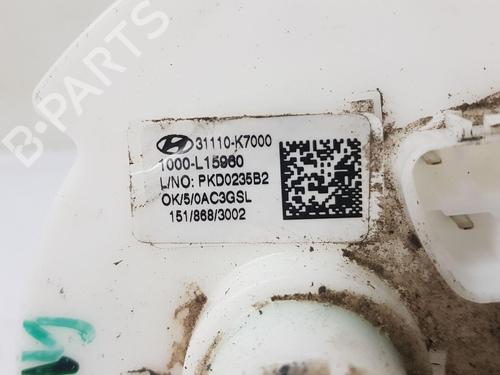 B-PARTS
31110-K7000
1000-L15960
L/NO: PKD0235B2
OK/5/0AC3GSL
151/868/3002